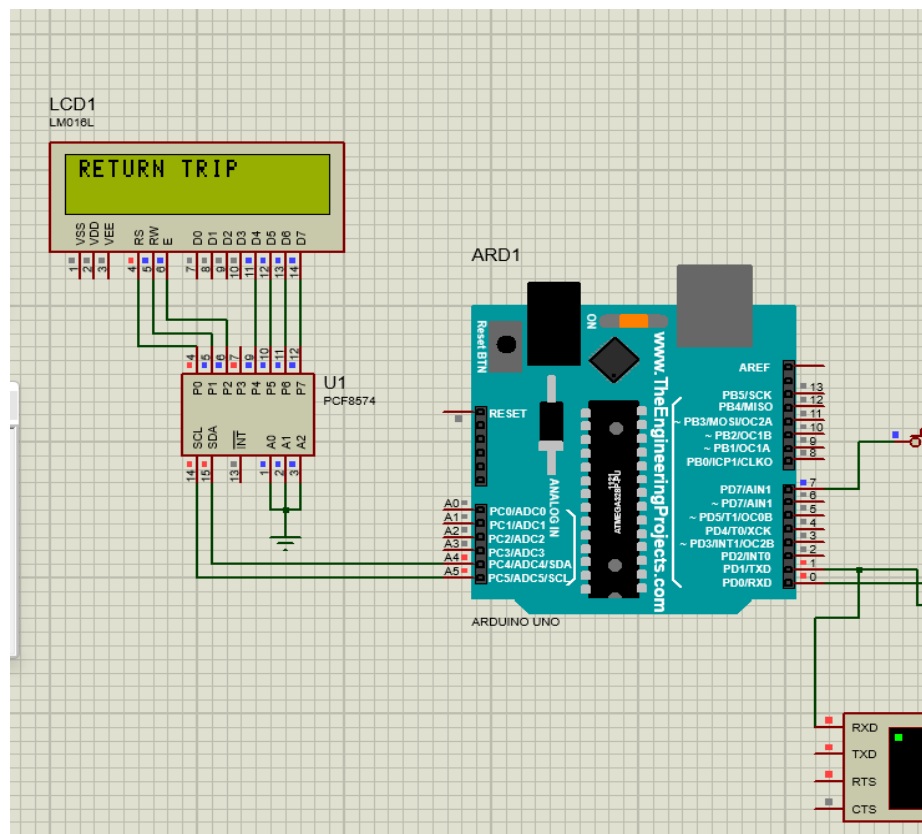 LCD1
LM016L
RETURN TRIP
VSS
VDD
VEE
RS
RW
E
D0
D1
D2
D3
D4
D5
D6
D7
1
2
3
4
5
6
7
8
9
10
11
12
13
14
4
5
6
7
9
10
11
12
P0
P1
P2
P3
P4
P5
P6
P7
U1
PCF8574
SCL
SDA
INT
A0
A1
A2
14
15
13
1
2
3
ARD1
Reset BTN
ON
www.TheEngineeringProjects.com
RESET
ANALOG IN
ATMEGA328P-PU
1121
A0
A1
A2
A3
A4
A5
PC0/ADC0
PC1/ADC1
PC2/ADC2
PC3/ADC3
PC4/ADC4/SDA
PC5/ADC5/SCL
AREF
PB5/SCK 13
PB4/MISO 12
~ PB3/MOSI/OC2A 11
~ PB2/OC1B 10
~ PB1/OC1A 9
PB0/ICP1/CLKO 8
PD7/AIN1 7
~ PD7/AIN1 6
~ PD5/T1/OC0B 5
PD4/T0/XCK 4
~ PD3/INT1/OC2B 3
PD2/INT0 2
PD1/TXD 1
PD0/RXD 0
ARDUINO UNO
RXD
TXD
RTS
CTS